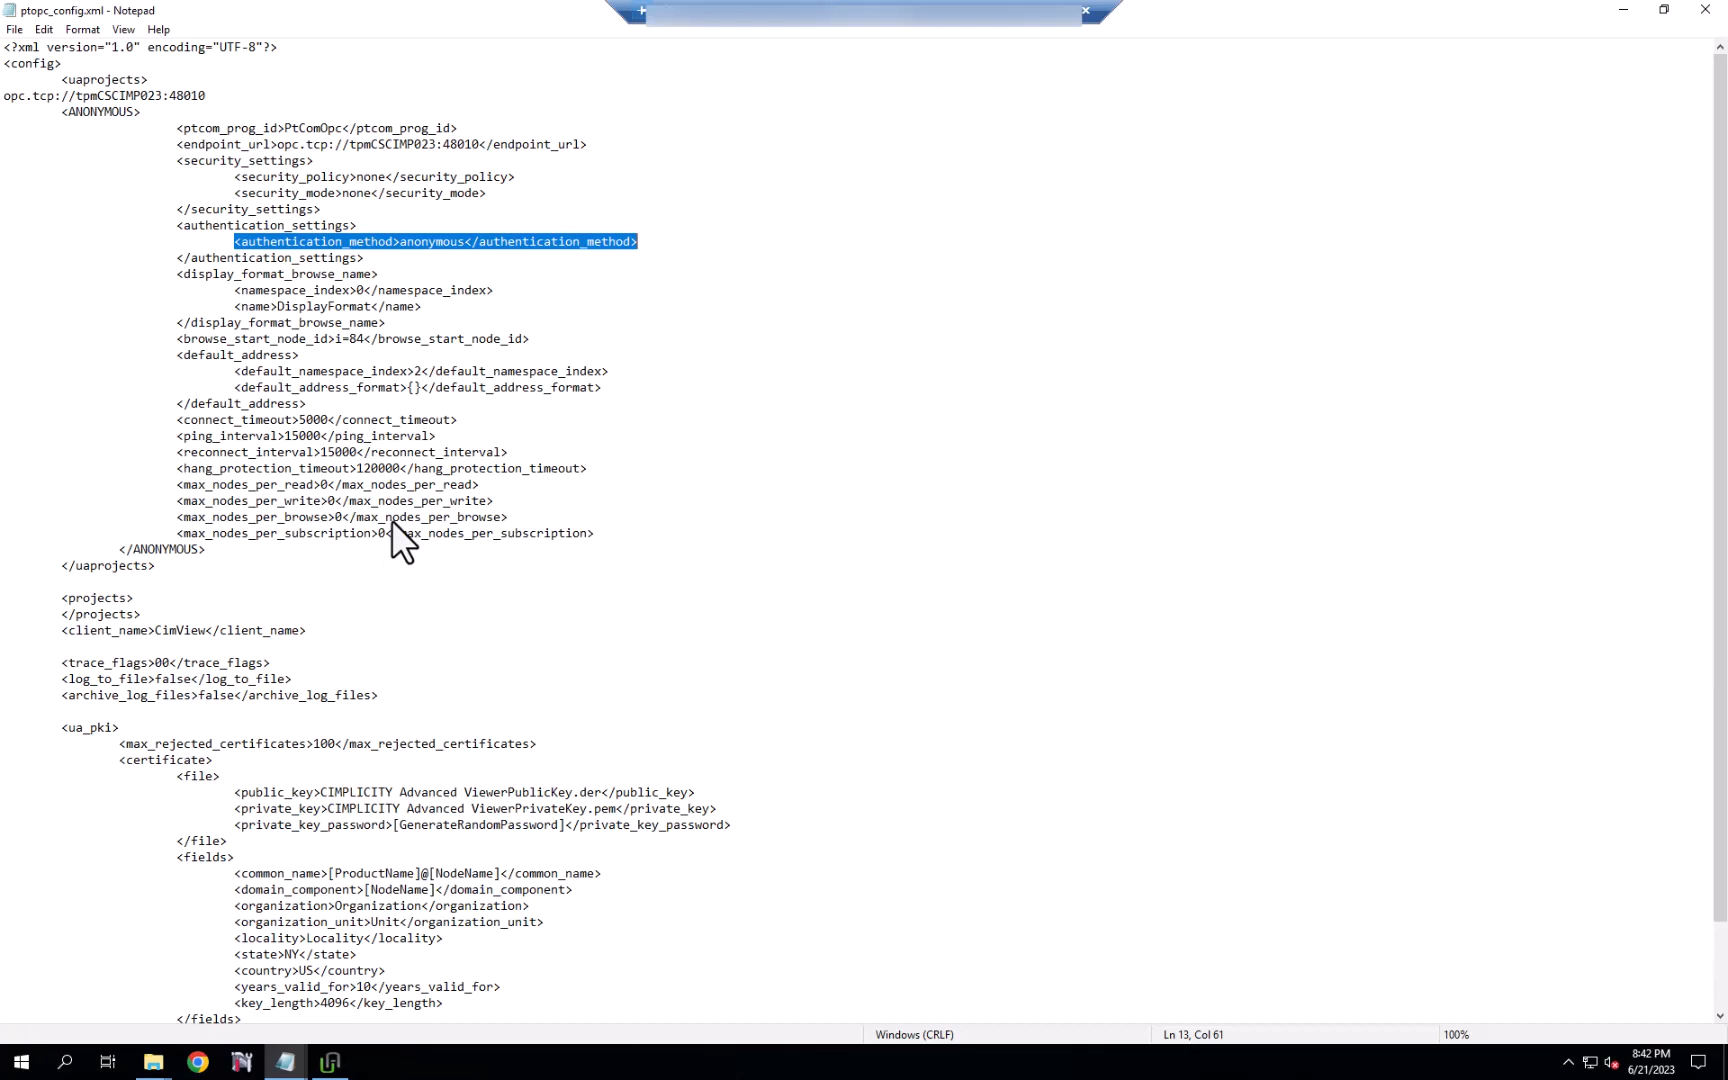 ptopc_config.xml - Notepad
File Edit Format View Help
<?xml version="1.0" encoding="UTF-8"?>
<config>
<uaprojects>
opc.tcp://tpmCSCIMP023:48010
<ANONYMOUS>
<ptcom_prog_id>PtComOpc</ptcom_prog_id>
<endpoint_url>opc.tcp://tpmCSCIMP023:48010</endpoint_url>
<security_settings>
<security_policy>none</security_policy>
<security_mode>none</security_mode>
</security_settings>
<authentication_settings>
<authentication_method>anonymous</authentication_method>
</authentication_settings>
<display_format_browse_name>
<namespace_index>0</namespace_index>
<name>DisplayFormat</name>
</display_format_browse_name>
<browse_start_node_id>i=84</browse_start_node_id>
<default_address>
<default_namespace_index>2</default_namespace_index>
<default_address_format>{}</default_address_format>
</default_address>
<connect_timeout>5000</connect_timeout>
<ping_interval>15000</ping_interval>
<reconnect_interval>15000</reconnect_interval>
<hang_protection_timeout>120000</hang_protection_timeout>
<max_nodes_per_read>0</max_nodes_per_read>
<max_nodes_per_write>0</max_nodes_per_write>
<max_nodes_per_browse>0</max_nodes_per_browse>
<max_nodes_per_subscription>0</max_nodes_per_subscription>
</ANONYMOUS>
</uaprojects>
<projects>
</projects>
<client_name>CimView</client_name>
<trace_flags>00</trace_flags>
<log_to_file>false</log_to_file>
<archive_log_files>false</archive_log_files>
<ua_pki>
<max_rejected_certificates>100</max_rejected_certificates>
<certificate>
<file>
<public_key>CIMPLICITY Advanced ViewerPublicKey.der</public_key>
<private_key>CIMPLICITY Advanced ViewerPrivateKey.pem</private_key>
<private_key_password>[GenerateRandomPassword]</private_key_password>
</file>
<fields>
<common_name>[ProductName]@[NodeName]</common_name>
<domain_component>[NodeName]</domain_component>
<organization>Organization</organization>
<organization_unit>Unit</organization_unit>
<locality>Locality</locality>
<state>NY</state>
<country>US</country>
<years_valid_for>10</years_valid_for>
<key_length>4096</key_length>
</fields>
Windows (CRLF) Ln 13, Col 61 100%
8:42 PM
6/21/2023